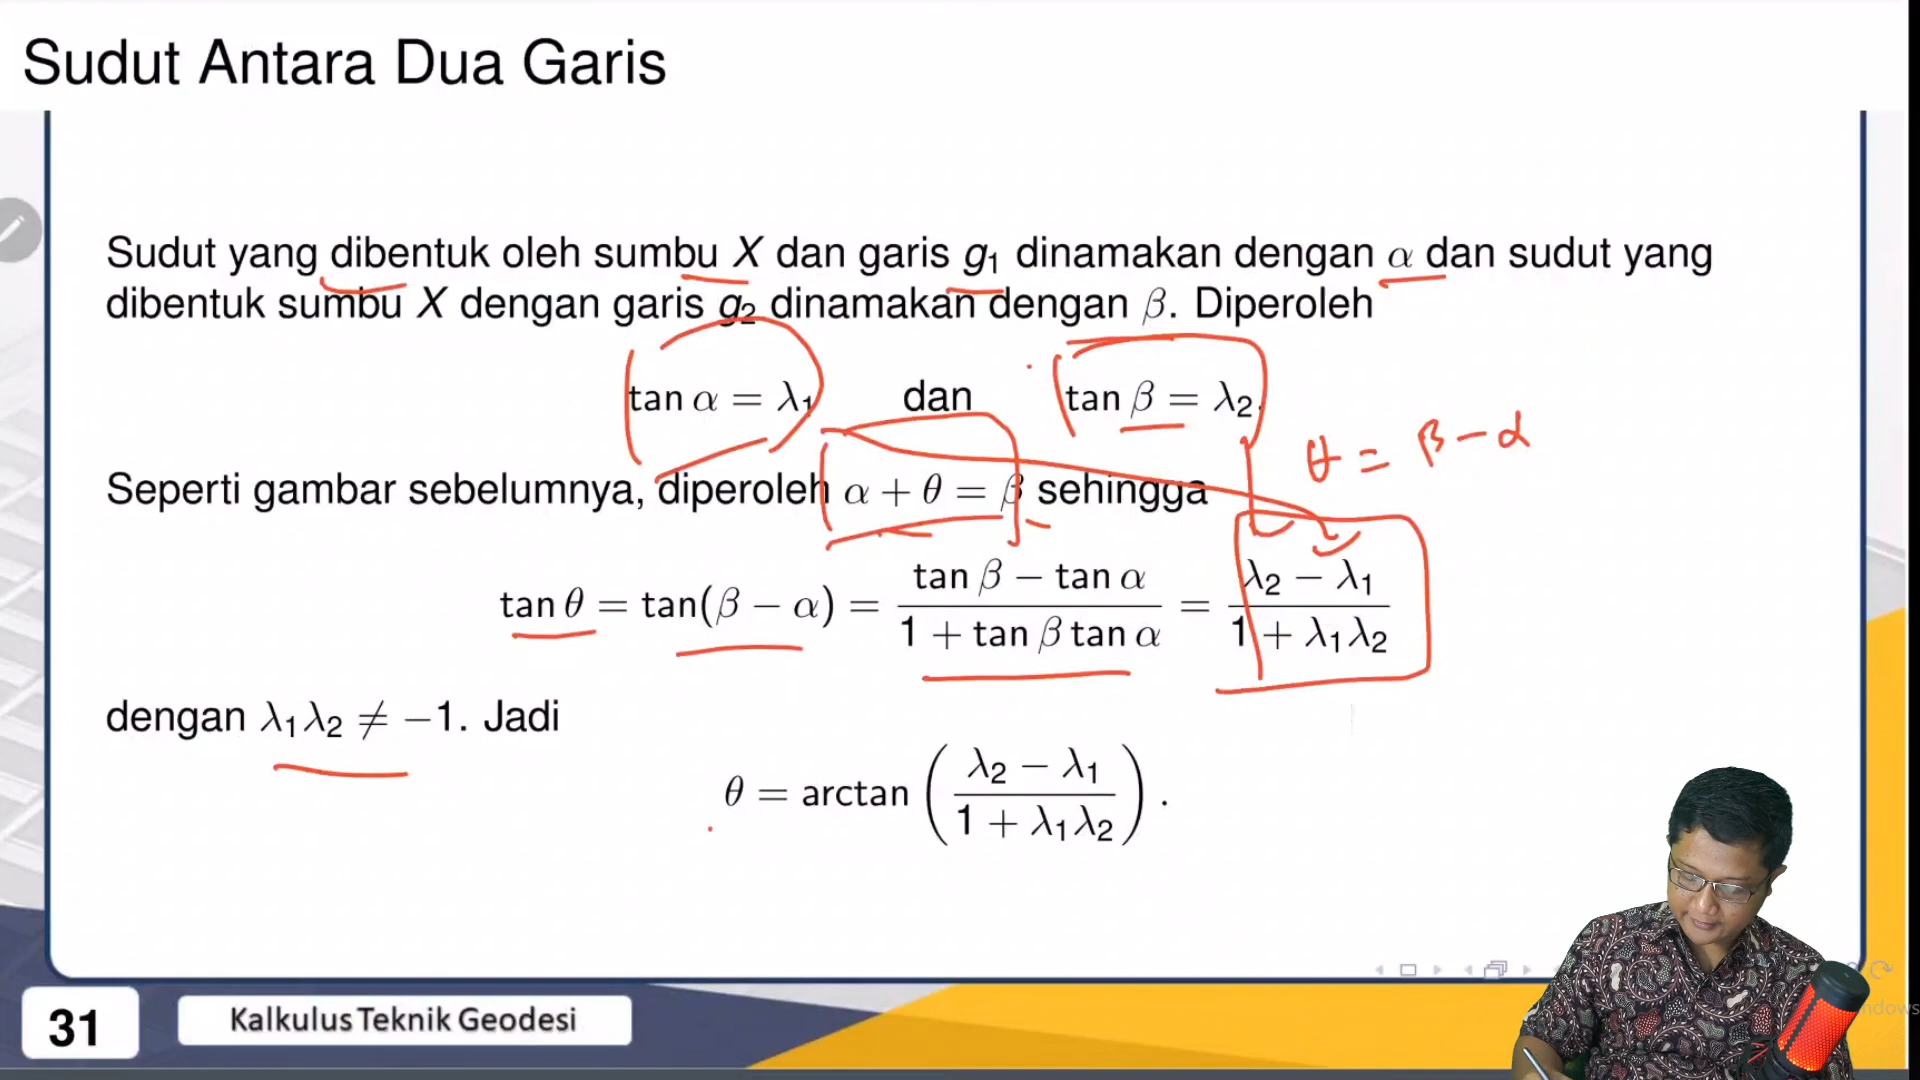 Sudut Antara Dua Garis
Sudut yang dibentuk oleh sumbu X dan garis g₁ dinamakan dengan α dan sudut yang
dibentuk sumbu X dengan garis g₂ dinamakan dengan β. Diperoleh
tan α = λ₁ dan tan β = λ₂.
θ = β − α
Seperti gambar sebelumnya, diperoleh α + θ = β sehingga
tan θ = tan(β − α) = (tan β − tan α)/(1 + tan β tan α) = (λ₂ − λ₁)/(1 + λ₁λ₂)
dengan λ₁λ₂ ≠ −1. Jadi
θ = arctan ((λ₂ − λ₁)/(1 + λ₁λ₂)).
31
Kalkulus Teknik Geodesi